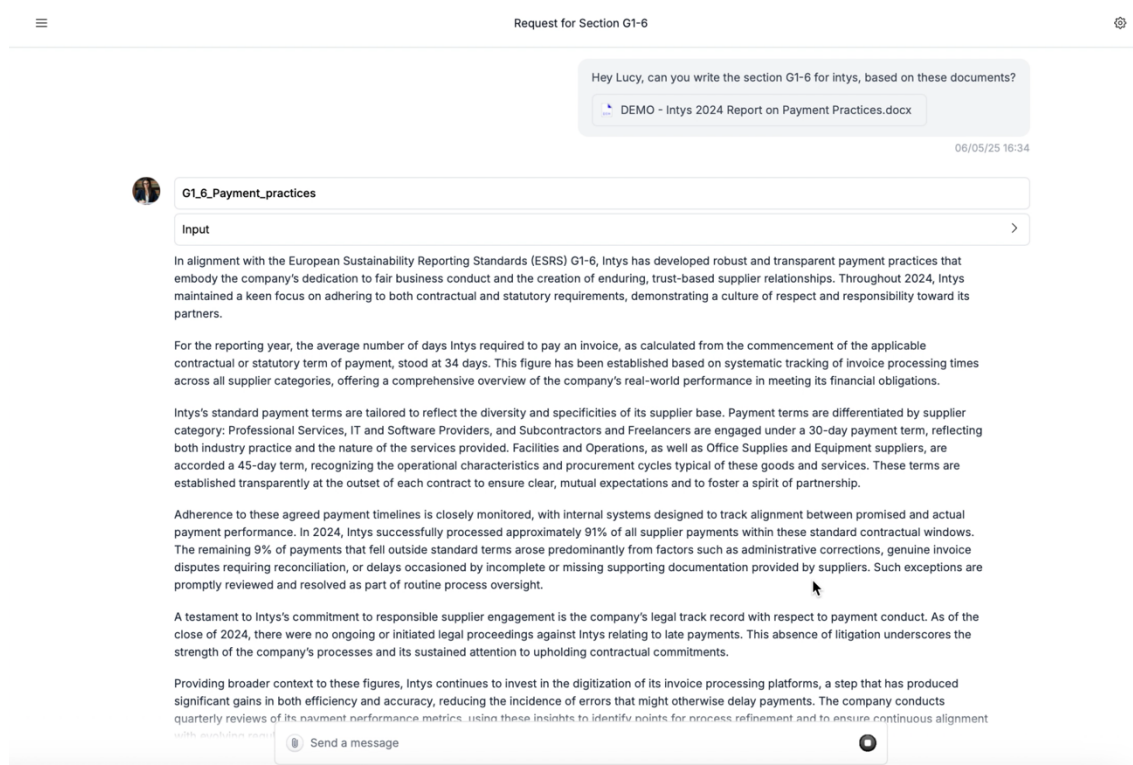 Request for Section G1-6
Hey Lucy, can you write the section G1-6 for intys, based on these documents?
DEMO - Intys 2024 Report on Payment Practices.docx
06/05/25 16:34
G1_6_Payment_practices
Input
In alignment with the European Sustainability Reporting Standards (ESRS) G1-6, Intys has developed robust and transparent payment practices that
embody the company's dedication to fair business conduct and the creation of enduring, trust-based supplier relationships. Throughout 2024, Intys
maintained a keen focus on adhering to both contractual and statutory requirements, demonstrating a culture of respect and responsibility toward its
partners.
For the reporting year, the average number of days Intys required to pay an invoice, as calculated from the commencement of the applicable
contractual or statutory term of payment, stood at 34 days. This figure has been established based on systematic tracking of invoice processing times
across all supplier categories, offering a comprehensive overview of the company's real-world performance in meeting its financial obligations.
Intys's standard payment terms are tailored to reflect the diversity and specificities of its supplier base. Payment terms are differentiated by supplier
category: Professional Services, IT and Software Providers, and Subcontractors and Freelancers are engaged under a 30-day payment term, reflecting
both industry practice and the nature of the services provided. Facilities and Operations, as well as Office Supplies and Equipment suppliers, are
accorded a 45-day term, recognizing the operational characteristics and procurement cycles typical of these goods and services. These terms are
established transparently at the outset of each contract to ensure clear, mutual expectations and to foster a spirit of partnership.
Adherence to these agreed payment timelines is closely monitored, with internal systems designed to track alignment between promised and actual
payment performance. In 2024, Intys successfully processed approximately 91% of all supplier payments within these standard contractual windows.
The remaining 9% of payments that fell outside standard terms arose predominantly from factors such as administrative corrections, genuine invoice
disputes requiring reconciliation, or delays occasioned by incomplete or missing supporting documentation provided by suppliers. Such exceptions are
promptly reviewed and resolved as part of routine process oversight.
A testament to Intys's commitment to responsible supplier engagement is the company's legal track record with respect to payment conduct. As of the
close of 2024, there were no ongoing or initiated legal proceedings against Intys relating to late payments. This absence of litigation underscores the
strength of the company's processes and its sustained attention to upholding contractual commitments.
Providing broader context to these figures, Intys continues to invest in the digitization of its invoice processing platforms, a step that has produced
significant gains in both efficiency and accuracy, reducing the incidence of errors that might otherwise delay payments. The company conducts
quarterly reviews of its payment performance metrics, using these insights to identify points for process refinement and to ensure continuous alignment
with evolving
Send a message